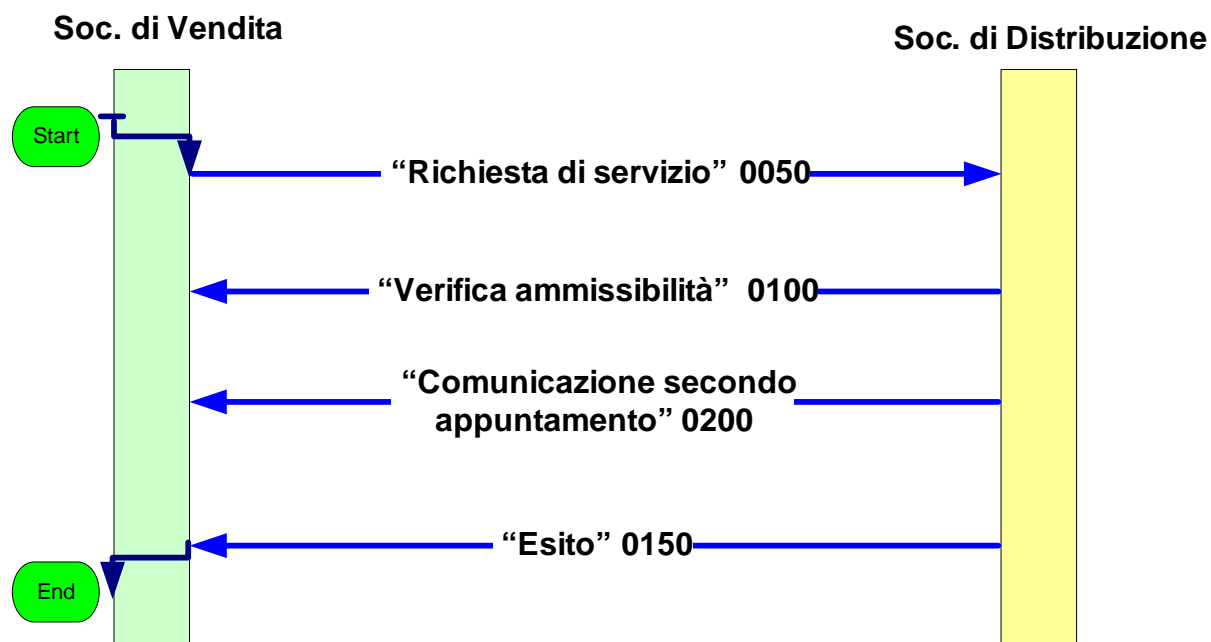 Soc. di Vendita
Soc. di Distribuzione
Start
“Richiesta di servizio” 0050
“Verifica ammissibilità”  0100
“Comunicazione secondo
appuntamento” 0200
“Esito” 0150
End